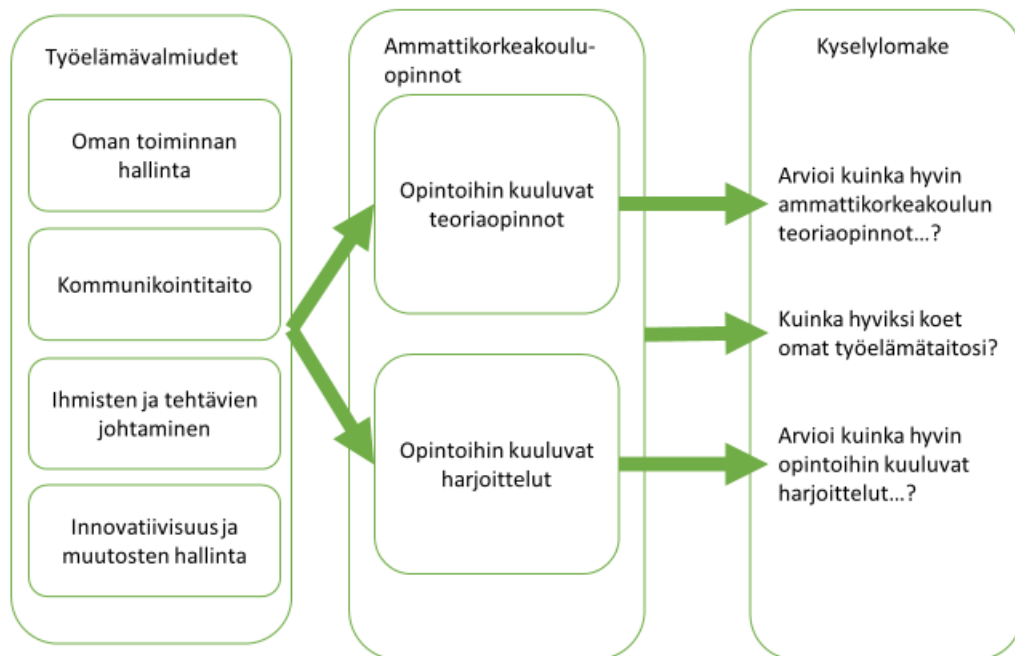 Työelämävalmiudet
Oman toiminnan
hallinta
Kommunikointitaito
Ihmisten ja tehtävien
johtaminen
Innovatiivisuus ja
muutosten hallinta
Ammattikorkeakoulu-
opinnot
Opintoihin kuuluvat
teoriaopinnot
Opintoihin kuuluvat
harjoittelut
Kyselylomake
Arvioi kuinka hyvin
ammattikorkeakoulun
teoriaopinnot...?
Kuinka hyviksi koet
omat työelämätaitosi?
Arvioi kuinka hyvin
opintoihin kuuluvat
harjoittelut...?